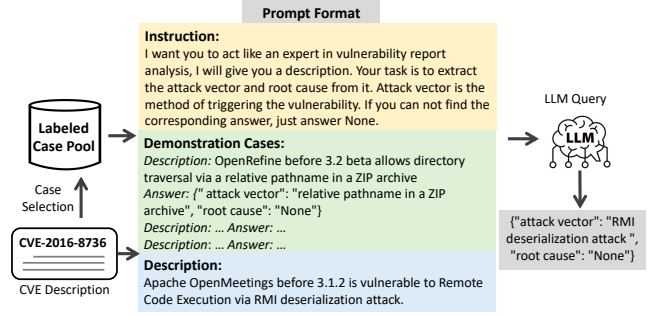 Prompt Format
Instruction:
I want you to act like an expert in vulnerability report
analysis, I will give you a description. Your task is to extract
the attack vector and root cause from it. Attack vector is the
method of triggering the vulnerability. If you can not find the
corresponding answer, just answer None.
Demonstration Cases:
Description: OpenRefine before 3.2 beta allows directory
traversal via a relative pathname in a ZIP archive
Answer: {" attack vector": "relative pathname in a ZIP
archive", "root cause": "None"}
Description: ... Answer: ...
Description: ... Answer: ...
Description:
Apache OpenMeetings before 3.1.2 is vulnerable to Remote
Code Execution via RMI deserialization attack.
Labeled
Case Pool
Case
Selection
CVE-2016-8736
CVE Description
LLM Query
LLM
{"attack vector": "RMI
deserialization attack ",
"root cause": "None"}